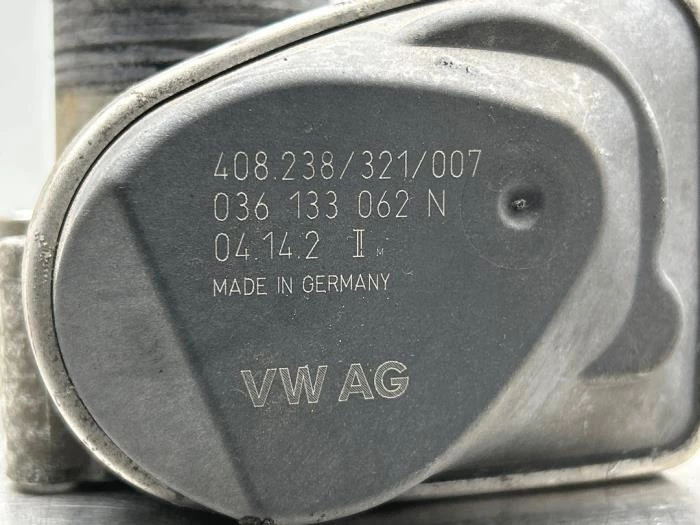 408.238/321/007
036 133 062 N
04.14.2 II M
MADE IN GERMANY
VW AG